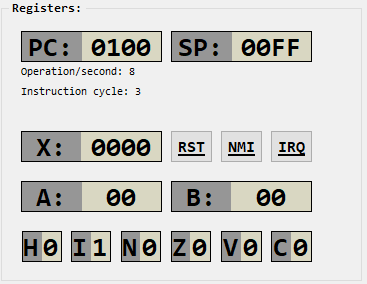 Registers:
PC: 0100 SP: 00FF
Operation/second: 8
Instruction cycle: 3
X: 0000 RST NMI IRQ
A: 00 B: 00
H0 I1 N0 Z0 V0 C0